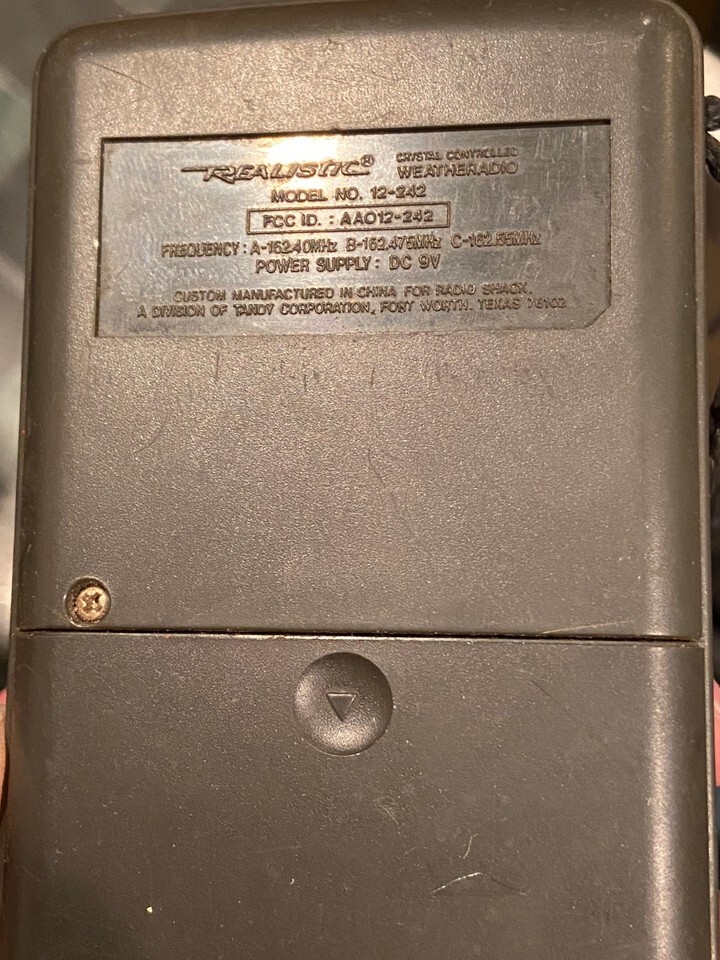 REALISTIC® CRYSTAL CONTROLLED WEATHERADIO
MODEL NO. 12-242
FCC ID. : AAO12-242
FREQUENCY : A-162.40MHz B-162.475MHz C-162.55MHz
POWER SUPPLY : DC 9V
CUSTOM MANUFACTURED IN CHINA FOR RADIO SHACK,
A DIVISION OF TANDY CORPORATION, FORT WORTH, TEXAS 76102